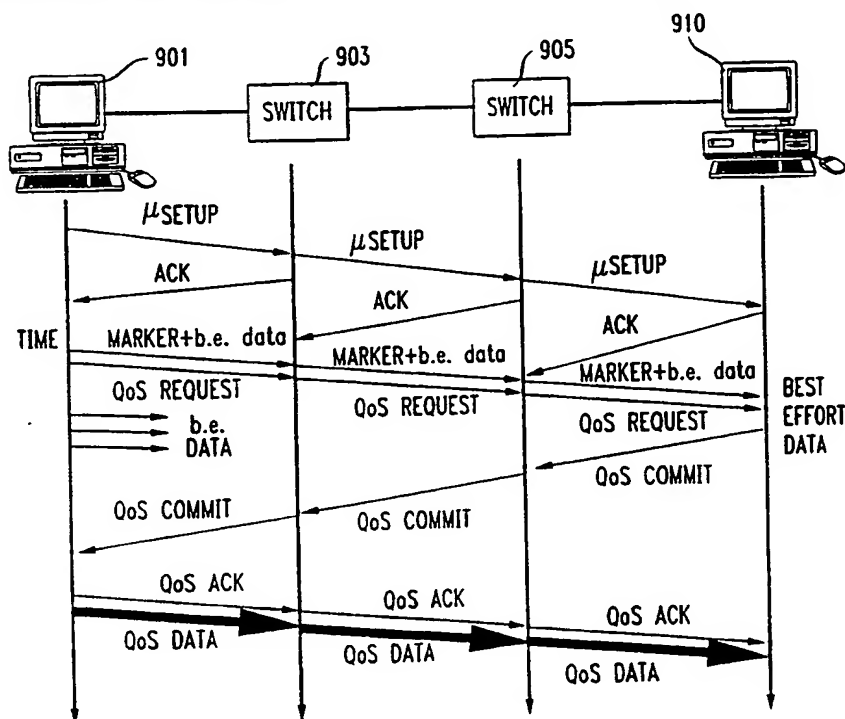 901
903
905
910
SWITCH
SWITCH
μSETUP
μSETUP
μSETUP
ACK
ACK
ACK
TIME
MARKER+b.e. data
MARKER+b.e. data
MARKER+b.e. data
QoS REQUEST
QoS REQUEST
QoS REQUEST
b.e.
DATA
BEST
EFFORT
DATA
QoS COMMIT
QoS COMMIT
QoS COMMIT
QoS ACK
QoS ACK
QoS ACK
QoS DATA
QoS DATA
QoS DATA